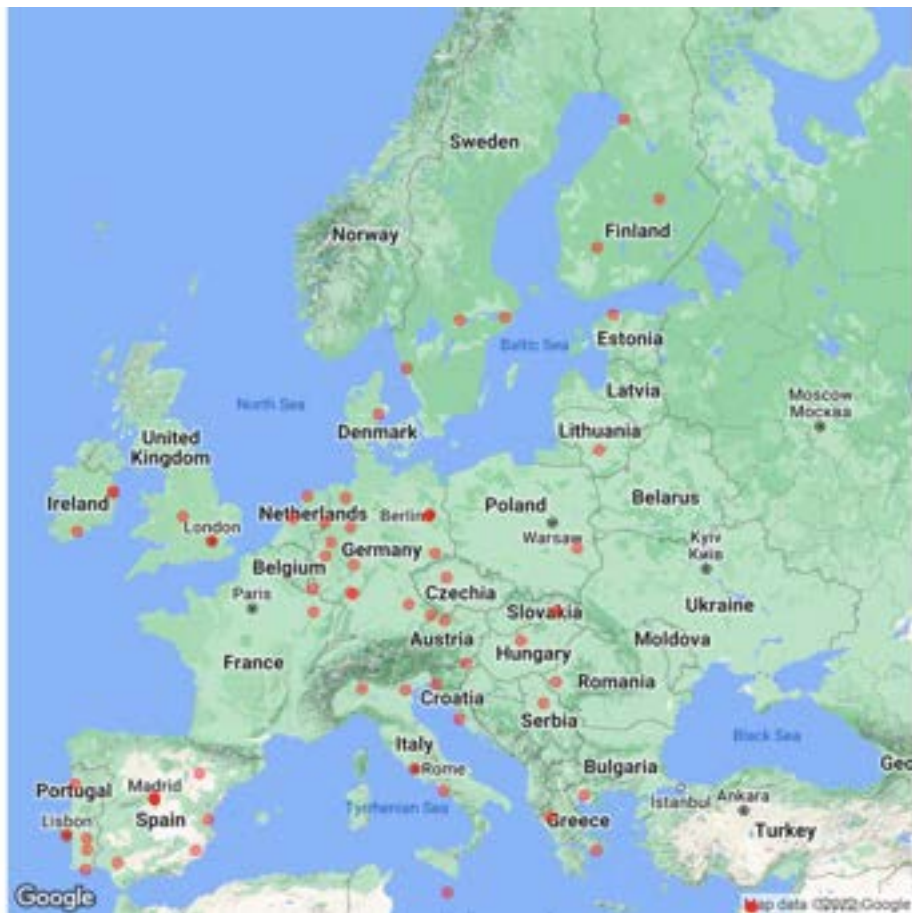 Sweden
Norway
Finland
Estonia
Baltic Sea
Latvia
Moscow
Москва
North Sea
Denmark
Lithuania
United
Kingdom
Ireland
Netherlands
Berlin
Poland
Belarus
London
Warsaw
Kyiv
Київ
Germany
Belgium
Paris
Czechia
Slovakia
Ukraine
Austria
Moldova
Hungary
France
Romania
Croatia
Serbia
Italy
Black Sea
Rome
Bulgaria
Geo
Portugal
Madrid
Tyrrhenian Sea
İstanbul
Ankara
Lisbon
Spain
Greece
Turkey
Google
Map data ©2022 Google